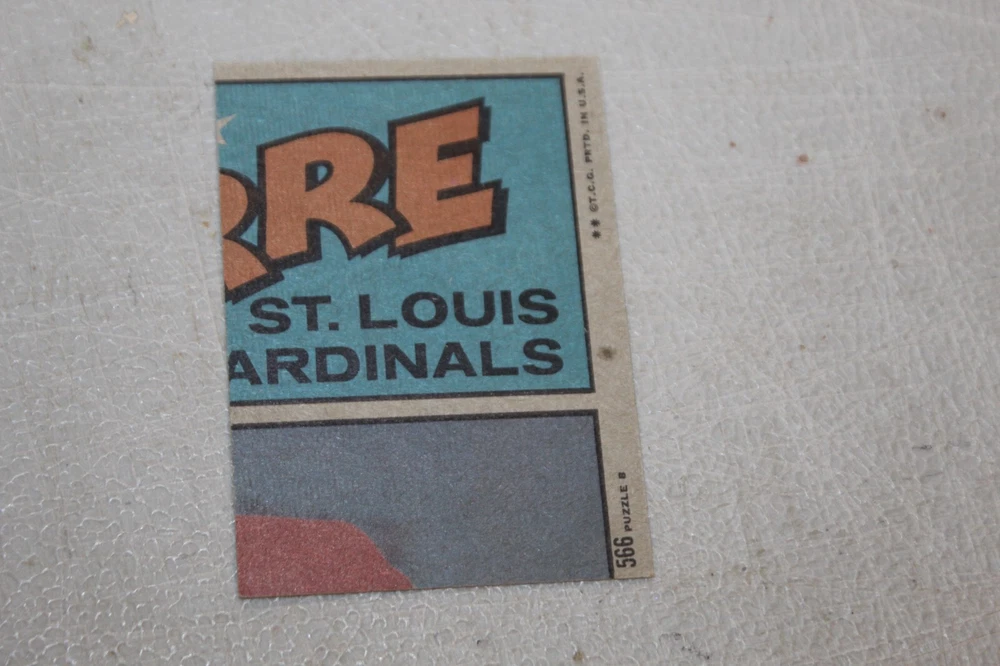 RRE
ST. LOUIS
ARDINALS
** ©T.C.G. PRTD. IN U.S.A.
566 PUZZLE B